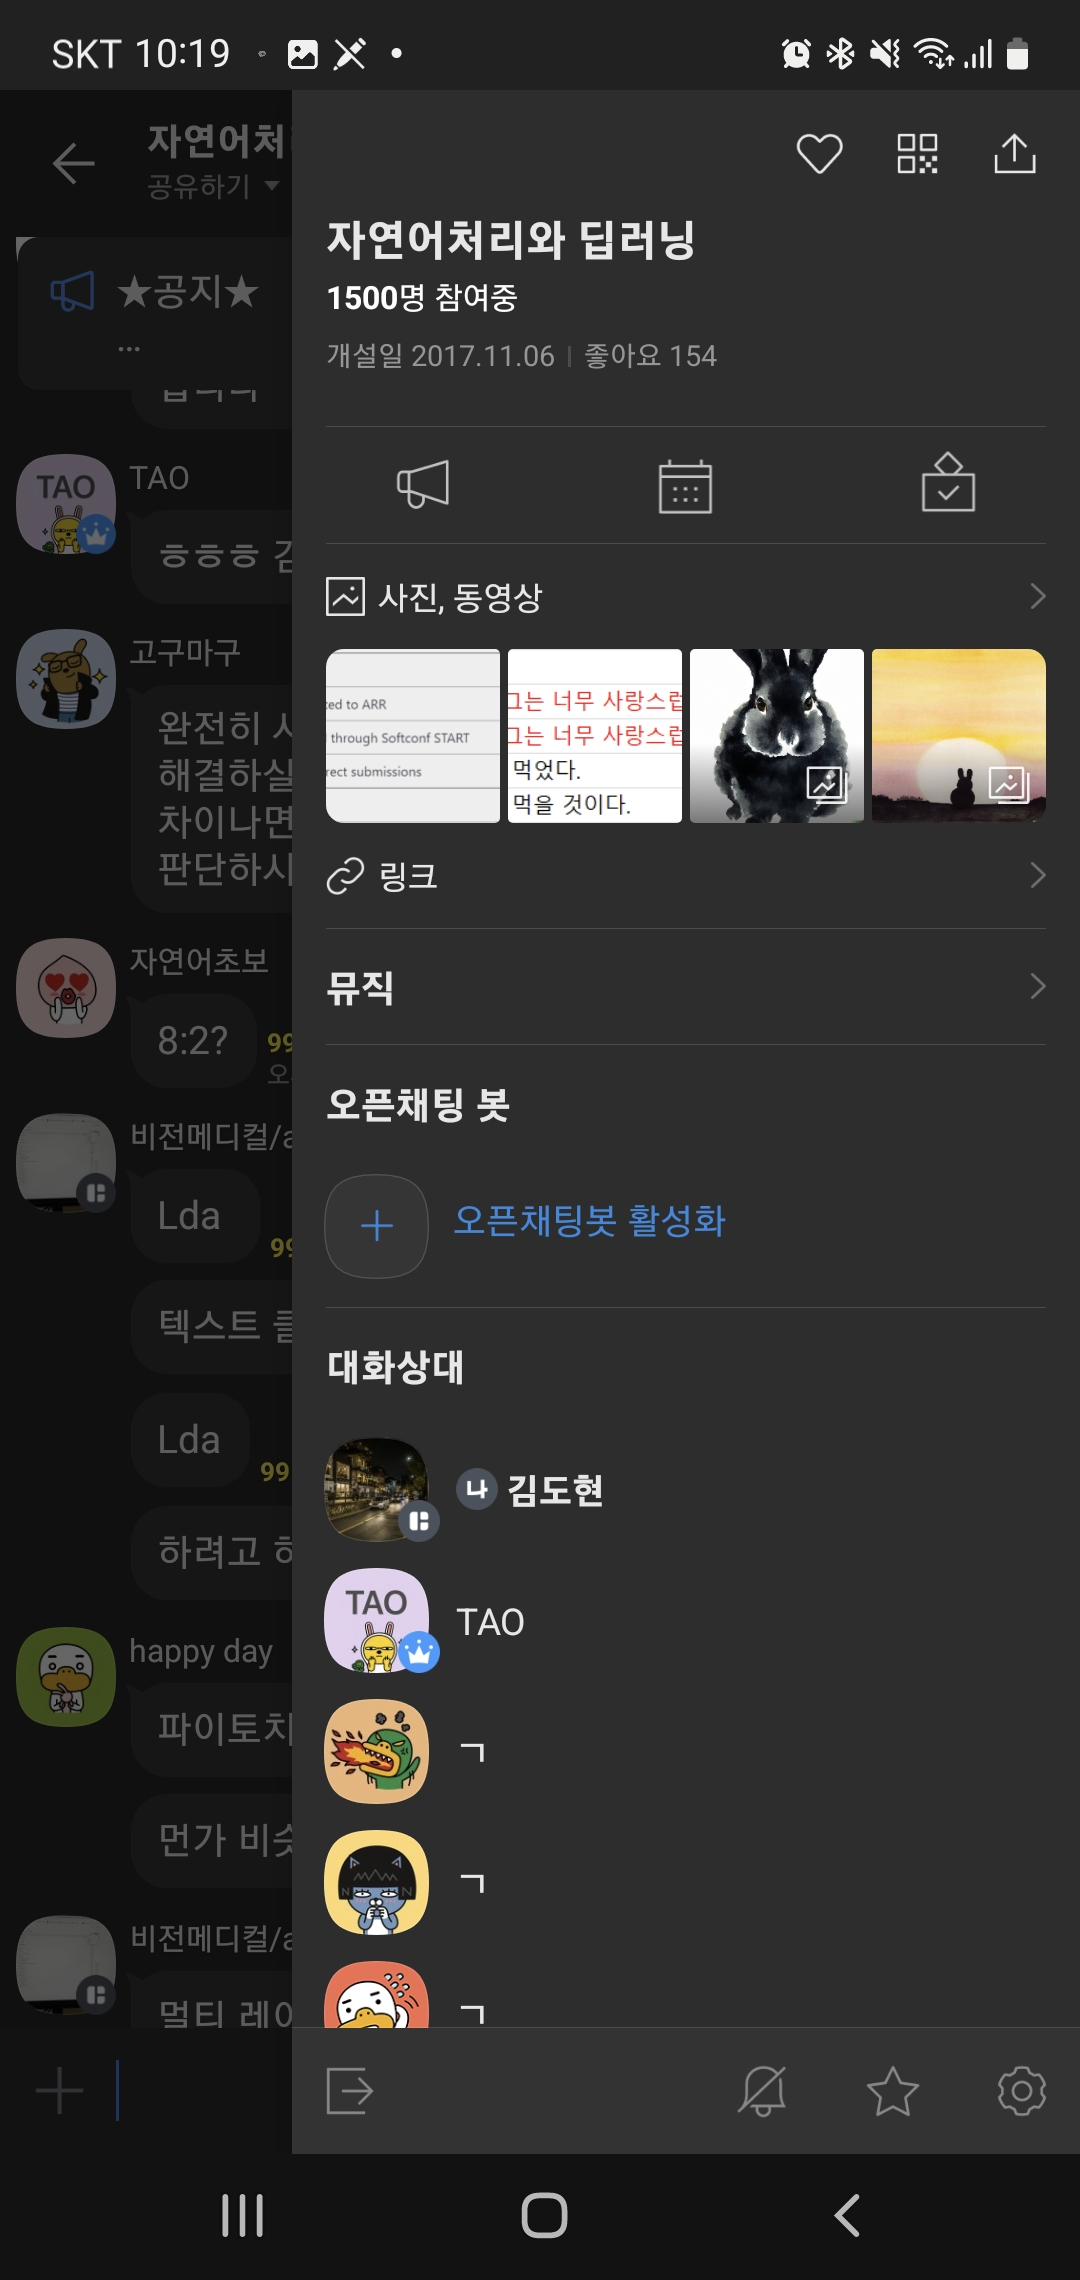 SKT 10:19
자연어처
공유하기
★공지★
...
TAO
TAO
ㅎㅎㅎ
고구마구
완전히
해결하실
차이나면
판단하시
자연어초보
8:2?
99
오
비전메디컬/a
Lda
99
텍스트
Lda
99
하려고
happy day
파이토치
먼가 비슷
비전메디컬/a
멀티 레이
자연어처리와 딥러닝
1500명 참여중
개설일 2017.11.06 | 좋아요 154
사진, 동영상
ted to ARR
through Softconf START
rect submissions
그는 너무 사랑스럽
그는 너무 사랑스럽
먹었다.
먹을 것이다.
링크
뮤직
오픈채팅 봇
오픈채팅봇 활성화
대화상대
나 김도현
TAO
TAO
ㄱ
ㄱ
ㄱ